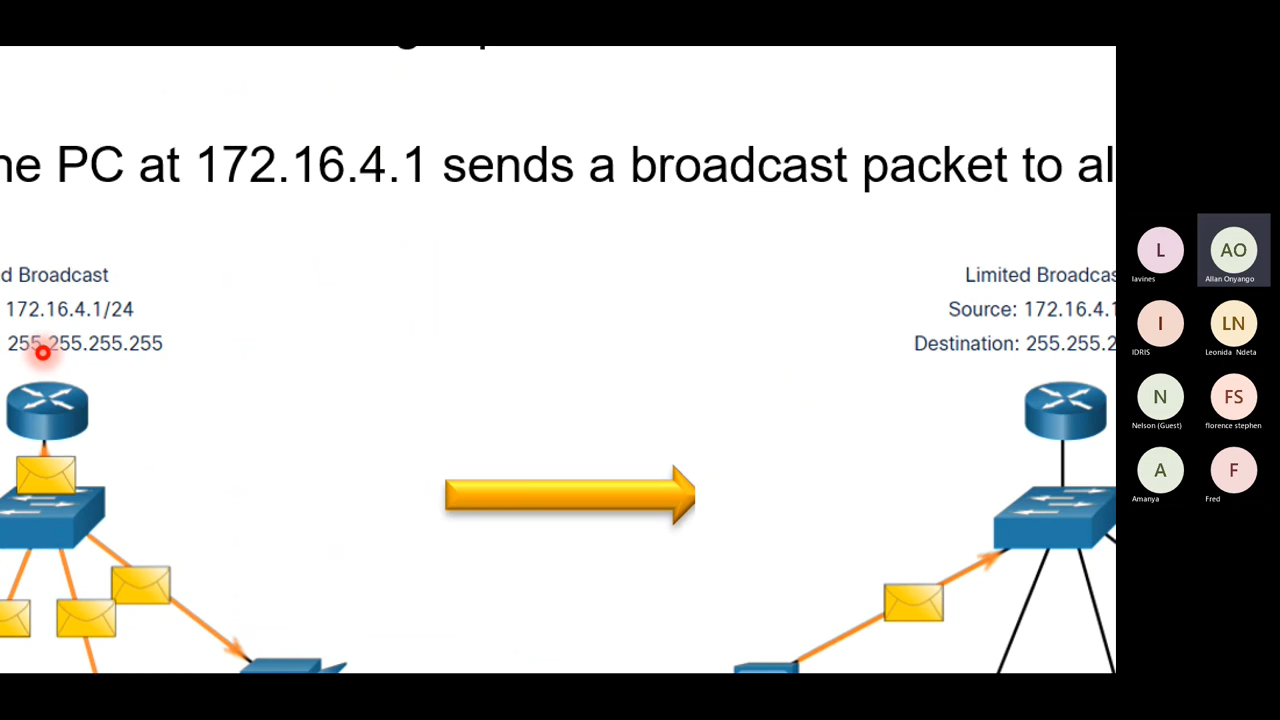 ne PC at 172.16.4.1 sends a broadcast packet to al
d Broadcast
172.16.4.1/24
255.255.255.255
Limited Broadcas
Source: 172.16.4.1
Destination: 255.255.2
L
lavines
AO
Allan Onyango
I
IDRIS
LN
Leonida Ndeta
N
Nelson (Guest)
FS
florence stephen
A
Amanya
F
Fred